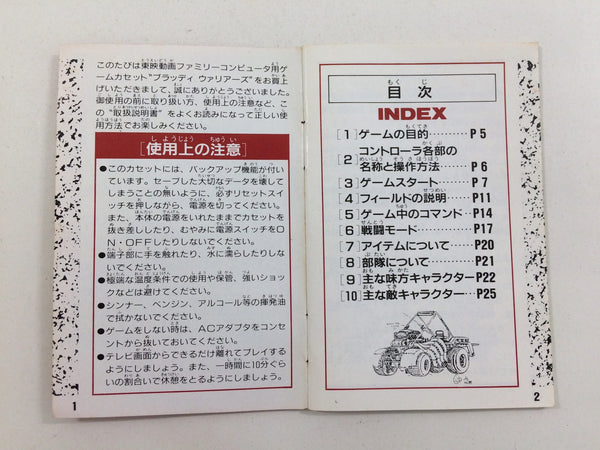 このたびは東映動画ファミリーコンピュータ用ゲ
ームカセット"ブラッディ ウァリアーズ"をお買上
げいただきまして、誠にありがとうございました。
御使用の前に取り扱い方、使用上の注意など、こ
の"取扱説明書"をよくお読みになって正しい使
用方法でお楽しみください。
[使用上の注意]
●このカセットには、バックアップ機能が付い
ています。セーブした大切なデータを壊して
しまうことの無いように、必ずリセットスイ
ッチを押しながら、電源を切ってください。
また、本体の電源をいれたままでカセットを
抜き差ししたり、むやみに電源スイッチをO
N・OFFしたりしないでください。
●端子部に手を触れたり、水に濡らしたりしな
いでください。
●極端な温度条件での使用や保管、強いショッ
クなどは避けてください。
●シンナー、ベンジン、アルコール等の揮発油
で拭かないでください。
●ゲームをしない時は、ACアダプタをコンセ
ントから抜いておいてください。
●テレビ画面からできるだけ離れてプレイする
ようにしましょう。また、一時間に10分ぐら
いの割合いで休憩をとるようにしましょう。
1
目次
INDEX
[1]ゲームの目的………P5
[2]コントローラ各部の
名称と操作方法……P6
[3]ゲームスタート……P7
[4]フィールドの説明…P11
[5]ゲーム中のコマンド…P14
[6]戦闘モード…………P17
[7]アイテムについて…P20
[8]部隊について………P21
[9]主な味方キャラクターP22
[10]主な敵キャラクター…P25
2